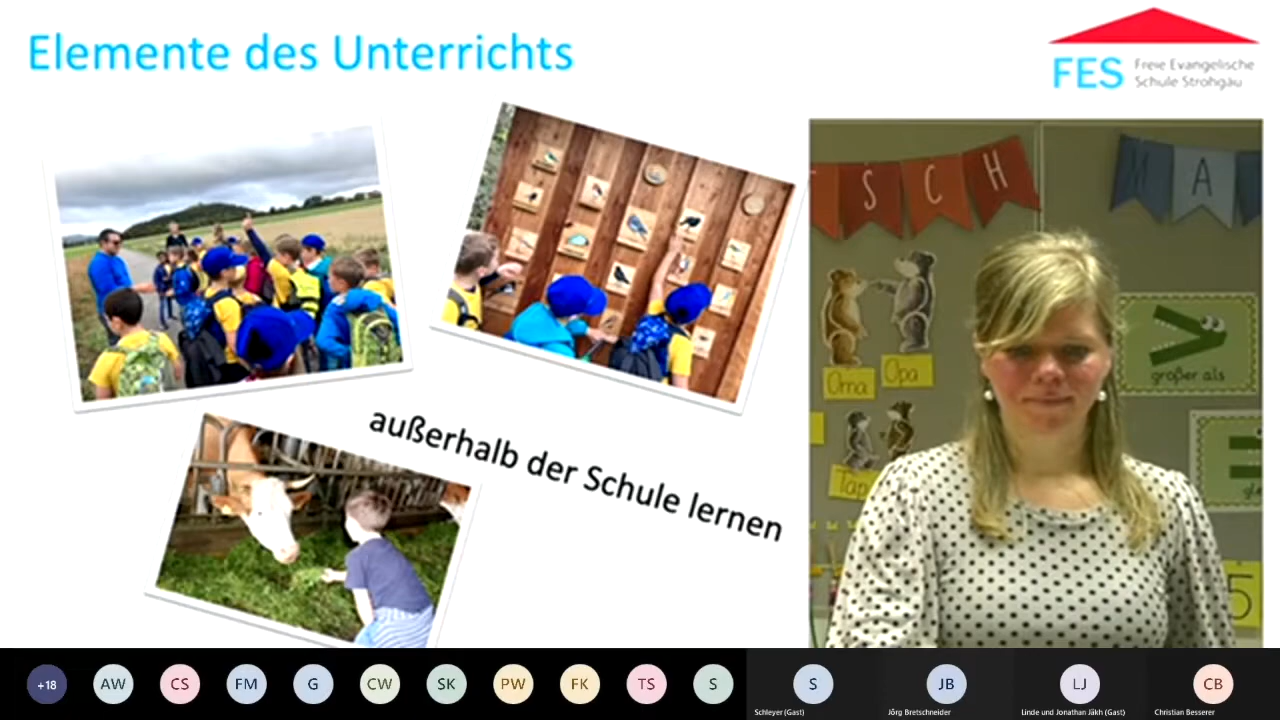 Elemente des Unterrichts
FES
Freie Evangelische
Schule Strohgäu
SCH
MA
Oma
Opa
größer als
außerhalb der Schule lernen
5
+18
AW
CS
FM
G
CW
SK
PW
FK
TS
S
S
JB
LJ
CB
Schleyer (Gast)
Jörg Bretschneider
Linde und Jonathan Jäkh (Gast)
Christian Besserer